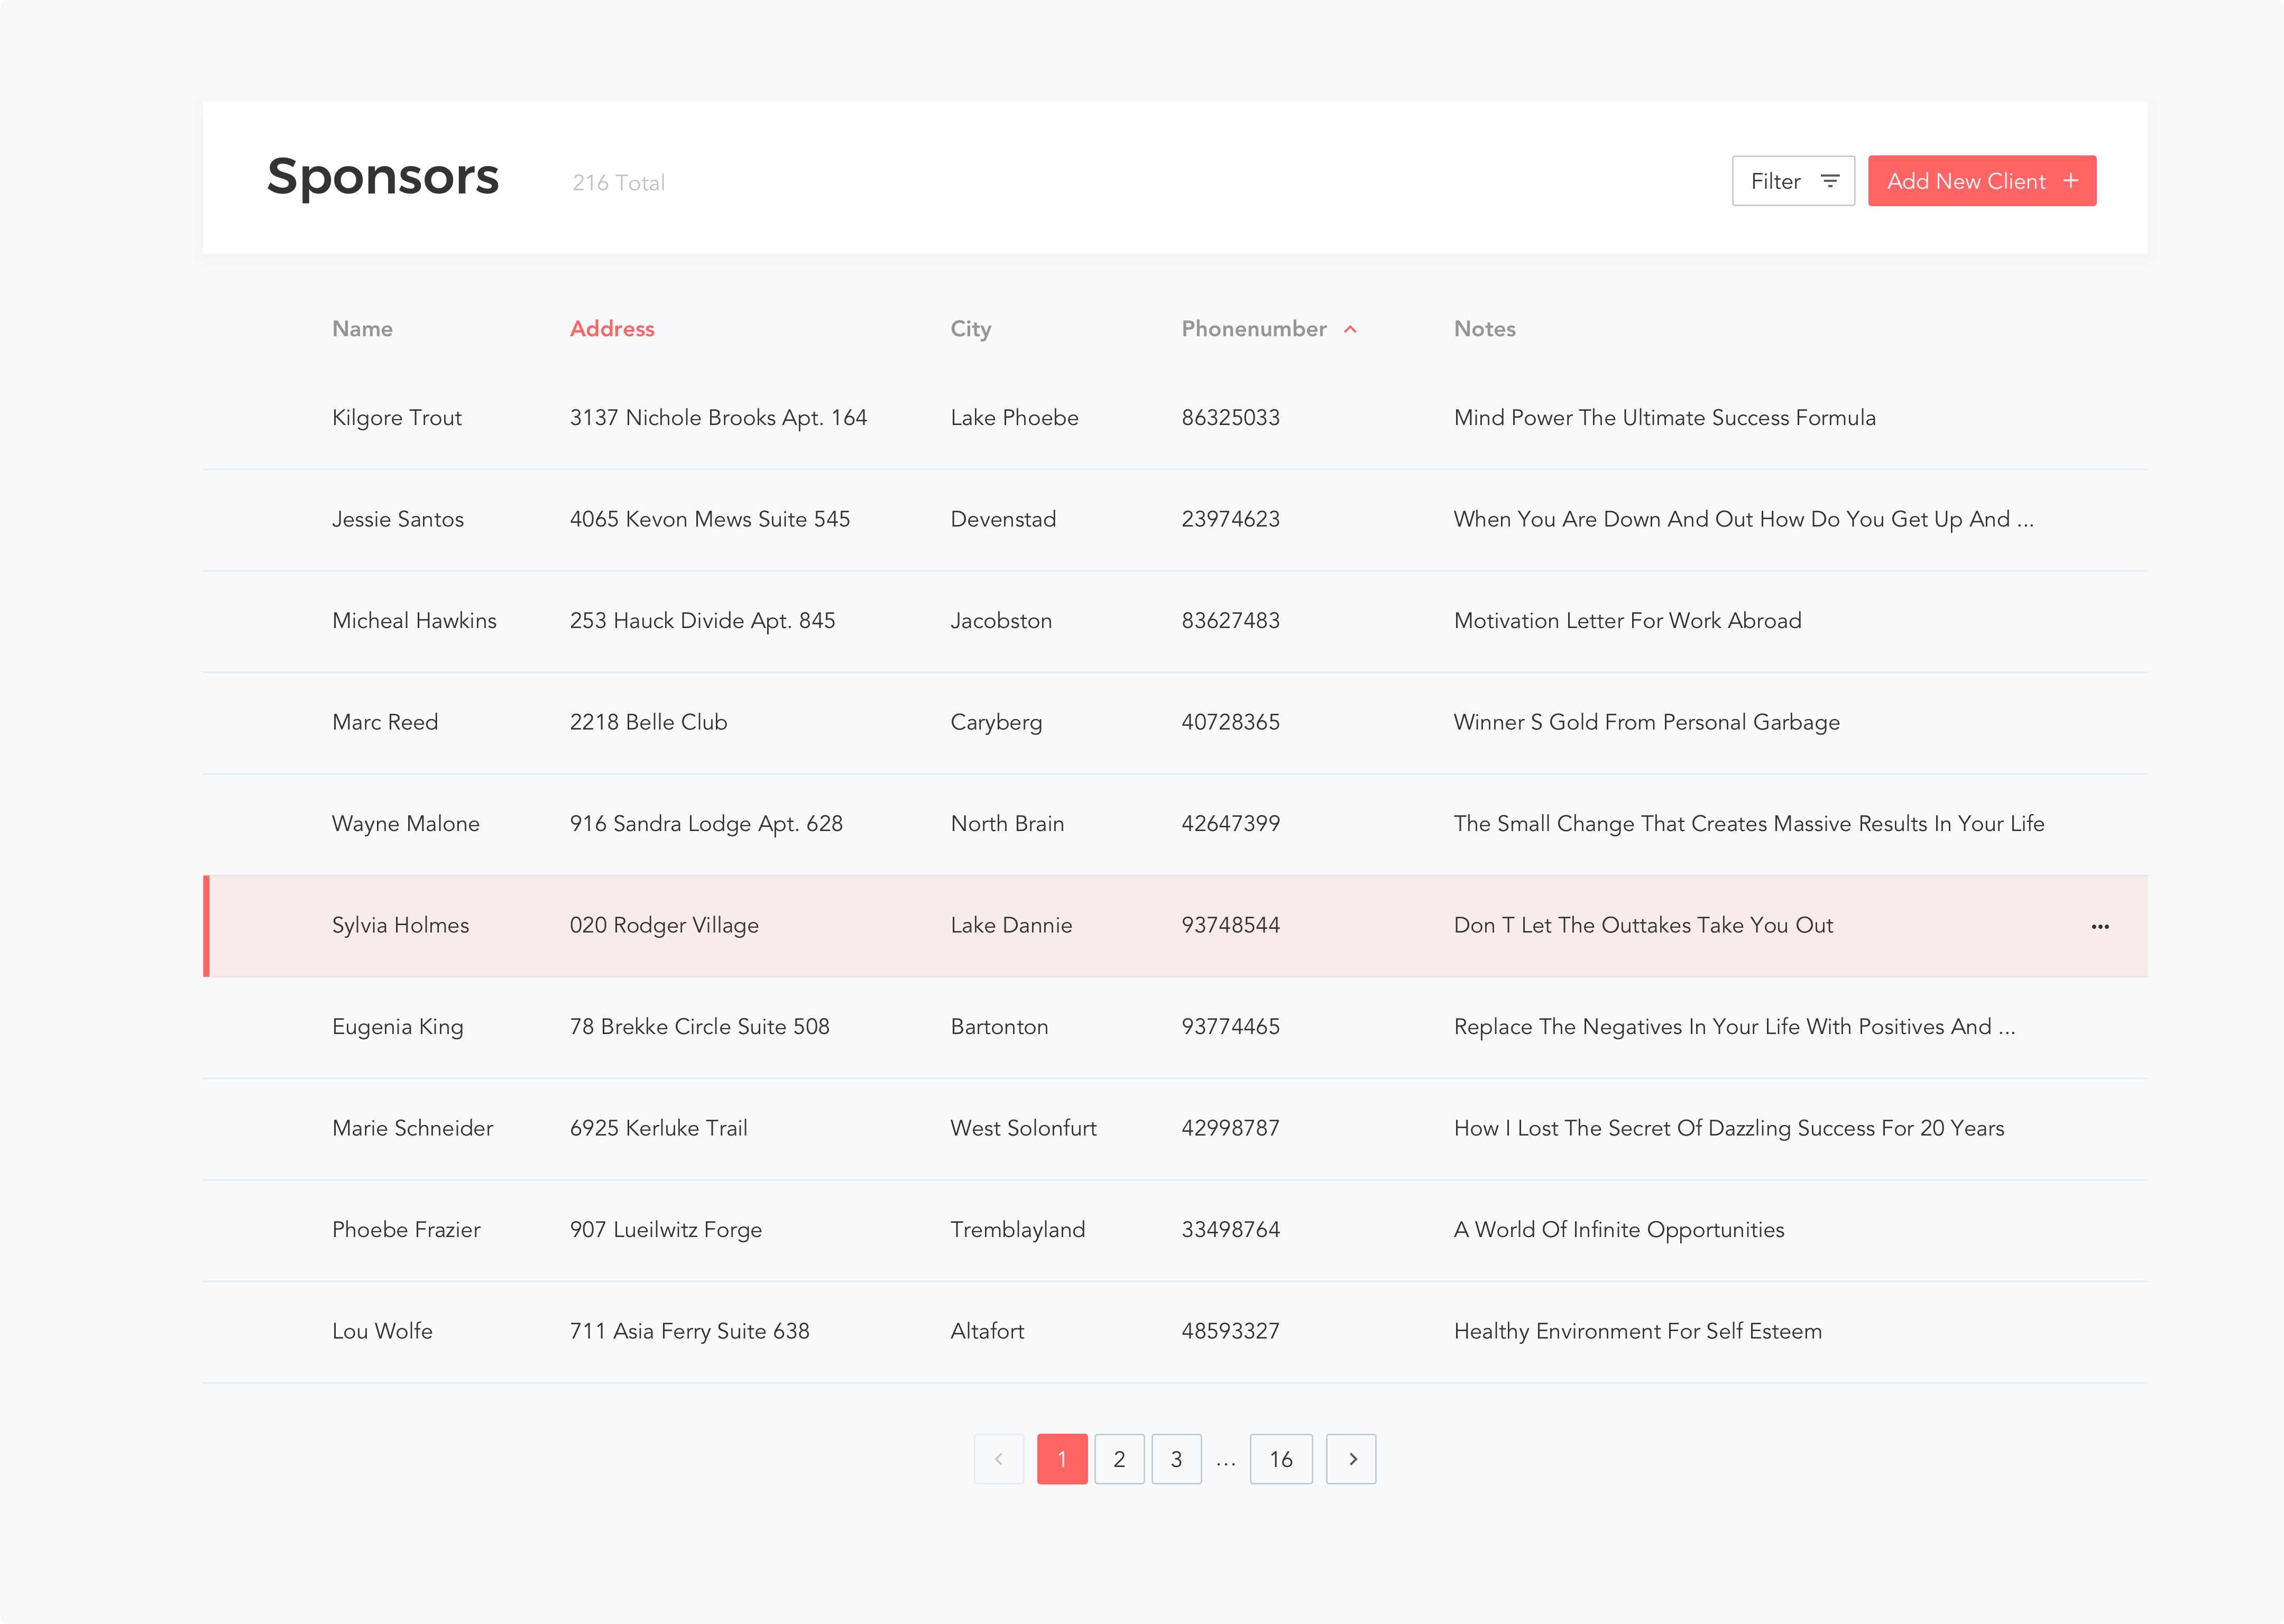 Sponsors 216 Total Filter Add New Client +
Name Address City Phonenumber Notes
Kilgore Trout 3137 Nichole Brooks Apt. 164 Lake Phoebe 86325033 Mind Power The Ultimate Success Formula
Jessie Santos 4065 Kevon Mews Suite 545 Devenstad 23974623 When You Are Down And Out How Do You Get Up And ...
Micheal Hawkins 253 Hauck Divide Apt. 845 Jacobston 83627483 Motivation Letter For Work Abroad
Marc Reed 2218 Belle Club Caryberg 40728365 Winner S Gold From Personal Garbage
Wayne Malone 916 Sandra Lodge Apt. 628 North Brain 42647399 The Small Change That Creates Massive Results In Your Life
Sylvia Holmes 020 Rodger Village Lake Dannie 93748544 Don T Let The Outtakes Take You Out ...
Eugenia King 78 Brekke Circle Suite 508 Bartonton 93774465 Replace The Negatives In Your Life With Positives And ...
Marie Schneider 6925 Kerluke Trail West Solonfurt 42998787 How I Lost The Secret Of Dazzling Success For 20 Years
Phoebe Frazier 907 Lueilwitz Forge Tremblayland 33498764 A World Of Infinite Opportunities
Lou Wolfe 711 Asia Ferry Suite 638 Altafort 48593327 Healthy Environment For Self Esteem
< 1 2 3 ... 16 >